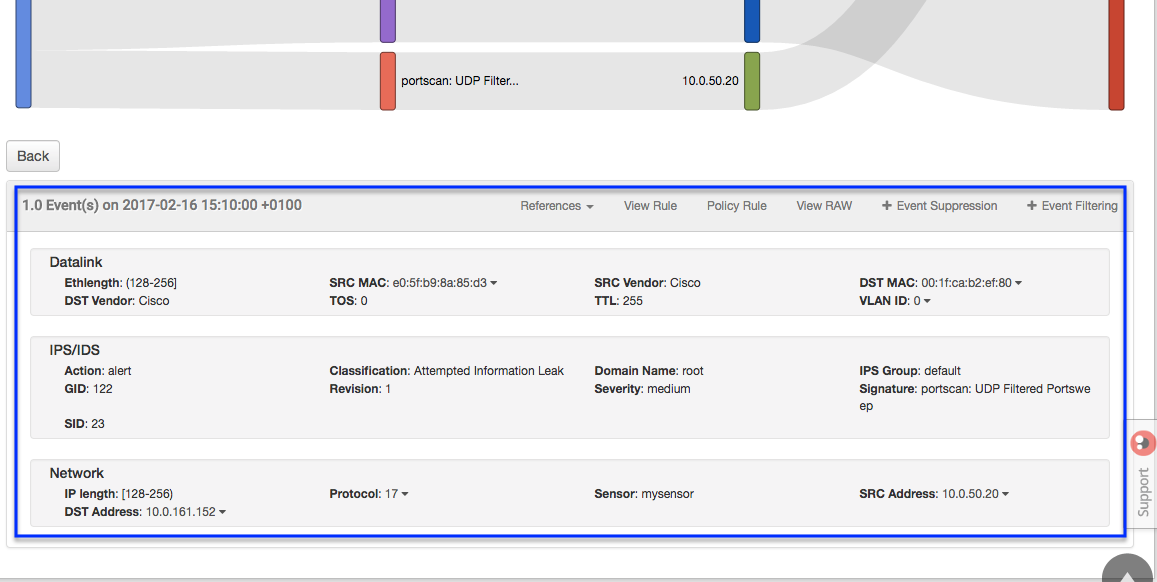 portscan: UDP Filter...
10.0.50.20
Back
1.0 Event(s) on 2017-02-16 15:10:00 +0100
References
View Rule
Policy Rule
View RAW
+ Event Suppression
+ Event Filtering
Datalink
Ethlength: (128-256]
SRC MAC: e0:5f:b9:8a:85:d3
SRC Vendor: Cisco
DST MAC: 00:1f:ca:b2:ef:80
DST Vendor: Cisco
TOS: 0
TTL: 255
VLAN ID: 0
IPS/IDS
Action: alert
Classification: Attempted Information Leak
Domain Name: root
IPS Group: default
GID: 122
Revision: 1
Severity: medium
Signature: portscan: UDP Filtered Portswe
ep
SID: 23
Network
IP length: [128-256)
Protocol: 17
Sensor: mysensor
SRC Address: 10.0.50.20
DST Address: 10.0.161.152
Support